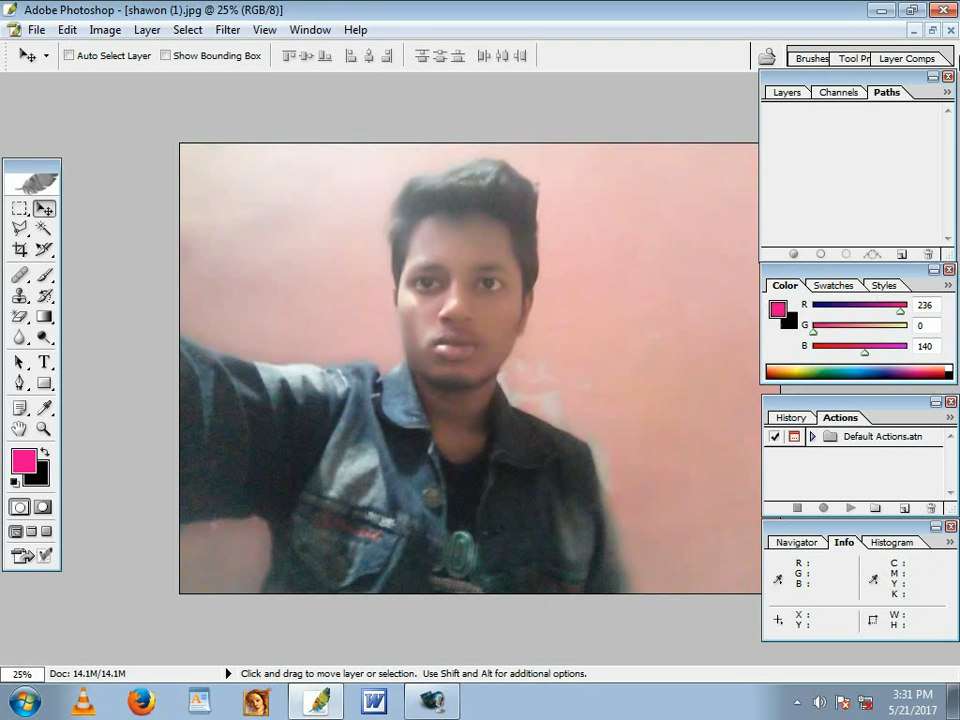 Adobe Photoshop - [shawon (1).jpg @ 25% (RGB/8)]
File Edit Image Layer Select Filter View Window Help
Auto Select Layer Show Bounding Box
Brushes Tool Pr Layer Comps
Layers Channels Paths
Color Swatches Styles
R 236
G 0
B 140
History Actions
Default Actions.atn
Navigator Info Histogram
R : C :
G : M :
B : Y :
K :
X : W :
Y : H :
25% Doc: 14.1M/14.1M Click and drag to move layer or selection. Use Shift and Alt for additional options.
3:31 PM
5/21/2017